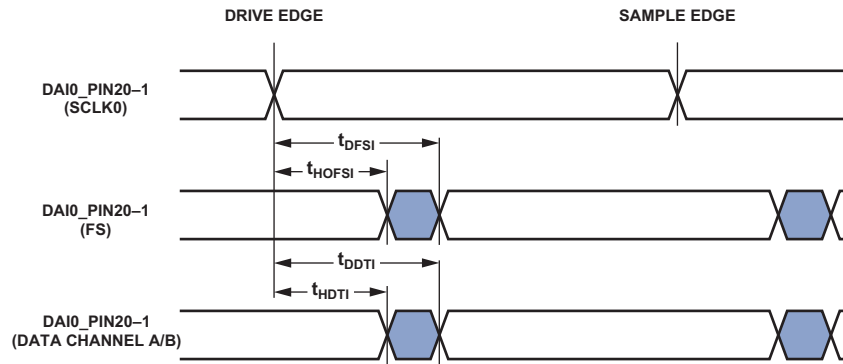 DRIVE EDGE
SAMPLE EDGE
DAI0_PIN20–1
(SCLK0)
tDFSI
tHOFSI
DAI0_PIN20–1
(FS)
tDDTI
tHDTI
DAI0_PIN20–1
(DATA CHANNEL A/B)